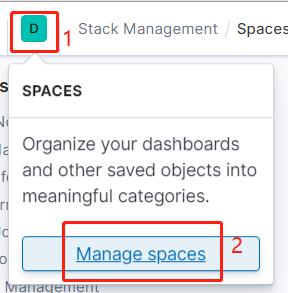 D 1 Stack Management / Spaces
SPACES
Organize your dashboards
and other saved objects into
meaningful categories.
Manage spaces 2
Management